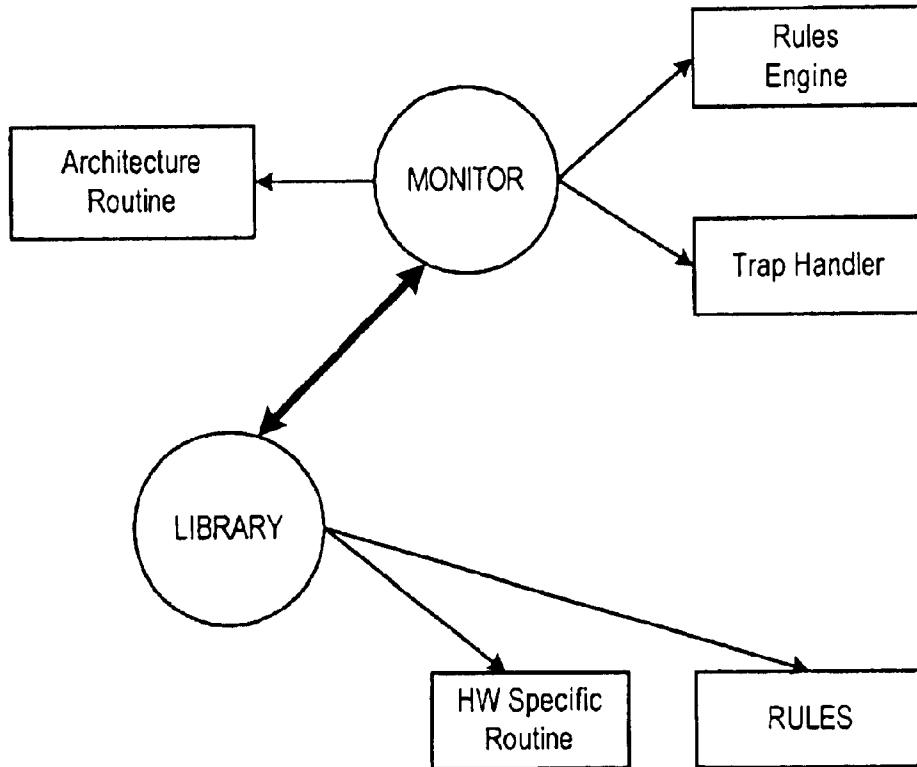 Rules
Engine
Architecture
Routine
MONITOR
Trap Handler
LIBRARY
HW Specific
Routine
RULES